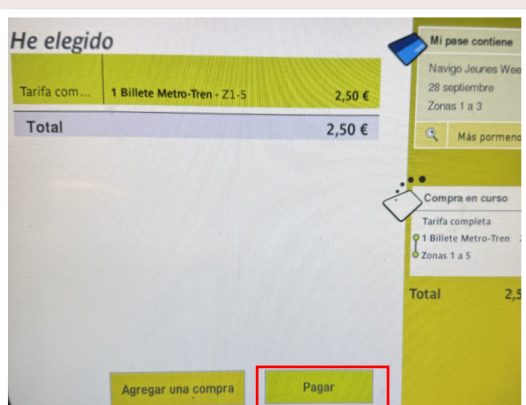 He elegido
Tarifa com... 1 Billete Metro-Tren - Z1-5 2,50 €
Total 2,50 €
Agregar una compra
Pagar
Mi pase contiene
Navigo Jeunes Wee
28 septiembre
Zonas 1 a 3
Más pormeno
Compra en curso
Tarifa completa
1 Billete Metro-Tren
Zonas 1 a 5
Total 2,5